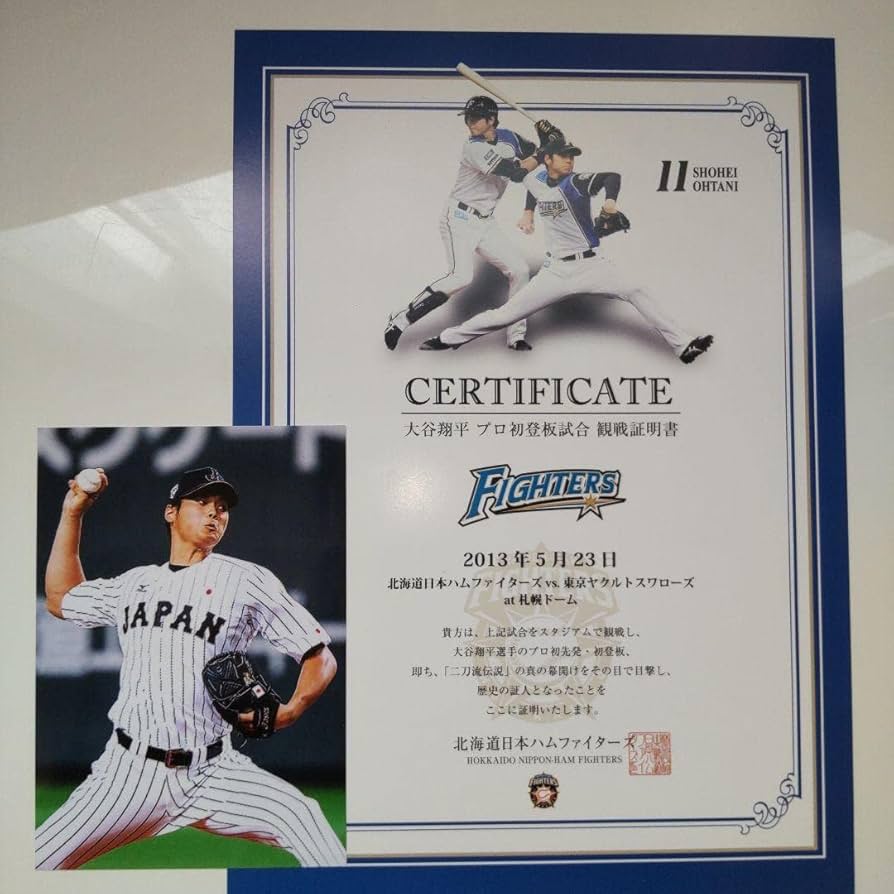 11 SHOHEI
OHTANI
CERTIFICATE
大谷翔平 プロ初登板試合 観戦証明書
FIGHTERS
2013年5月23日
北海道日本ハムファイターズ vs. 東京ヤクルトスワローズ
at 札幌ドーム
貴方は、上記試合をスタジアムで観戦し、
大谷翔平選手のプロ初先発・初登板、
即ち、「二刀流伝説」の真の幕開けをその目で目撃し、
歴史の証人となったことを
ここに証明いたします。
北海道日本ハムファイターズ
HOKKAIDO NIPPON-HAM FIGHTERS
FIGHTERS
JAPAN